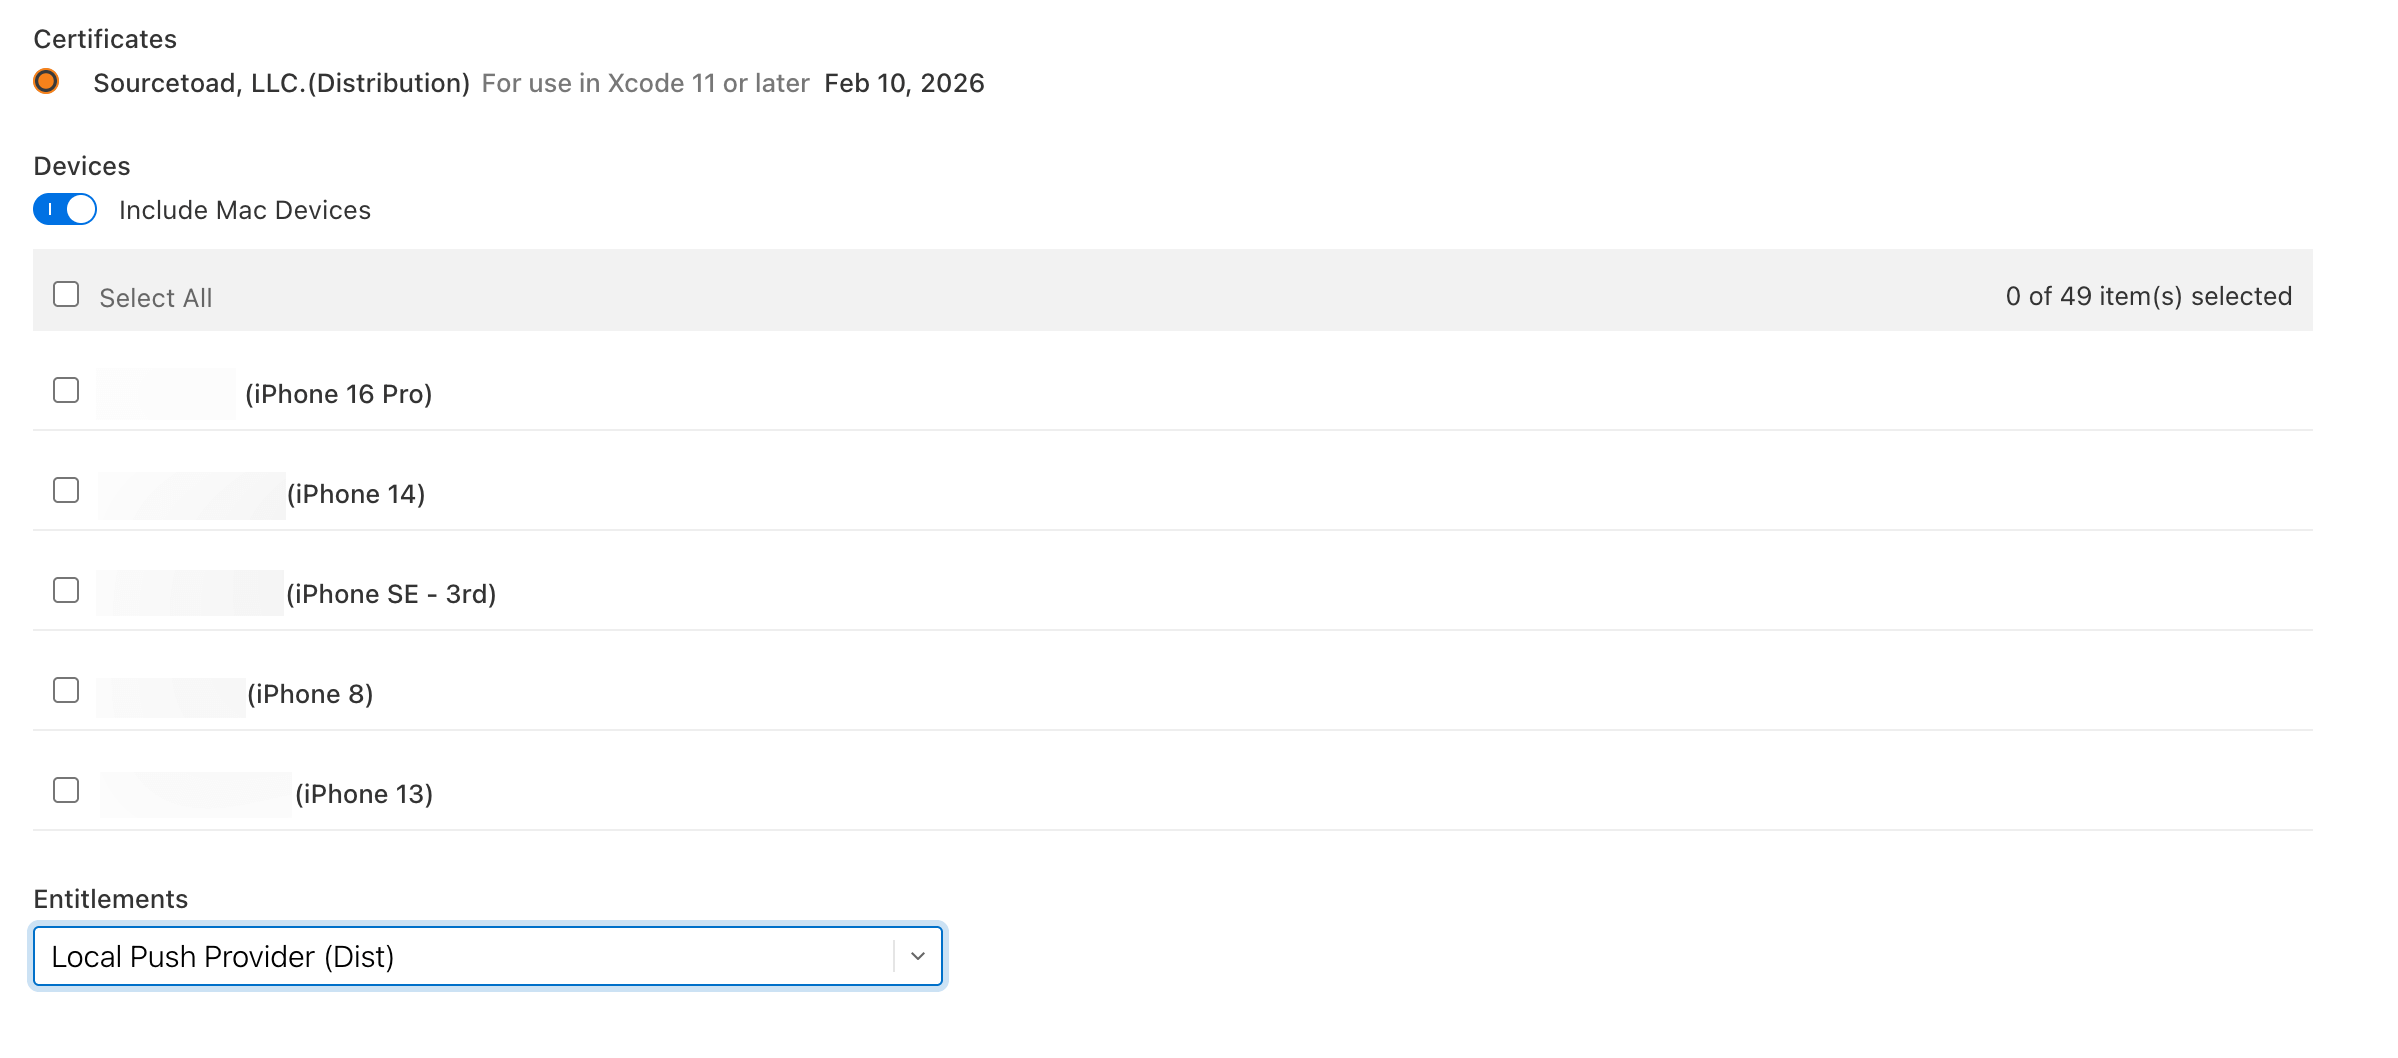 Certificates
Sourcetoad, LLC.(Distribution) For use in Xcode 11 or later Feb 10, 2026
Devices
Include Mac Devices
Select All 0 of 49 item(s) selected
(iPhone 16 Pro)
(iPhone 14)
(iPhone SE - 3rd)
(iPhone 8)
(iPhone 13)
Entitlements
Local Push Provider (Dist)